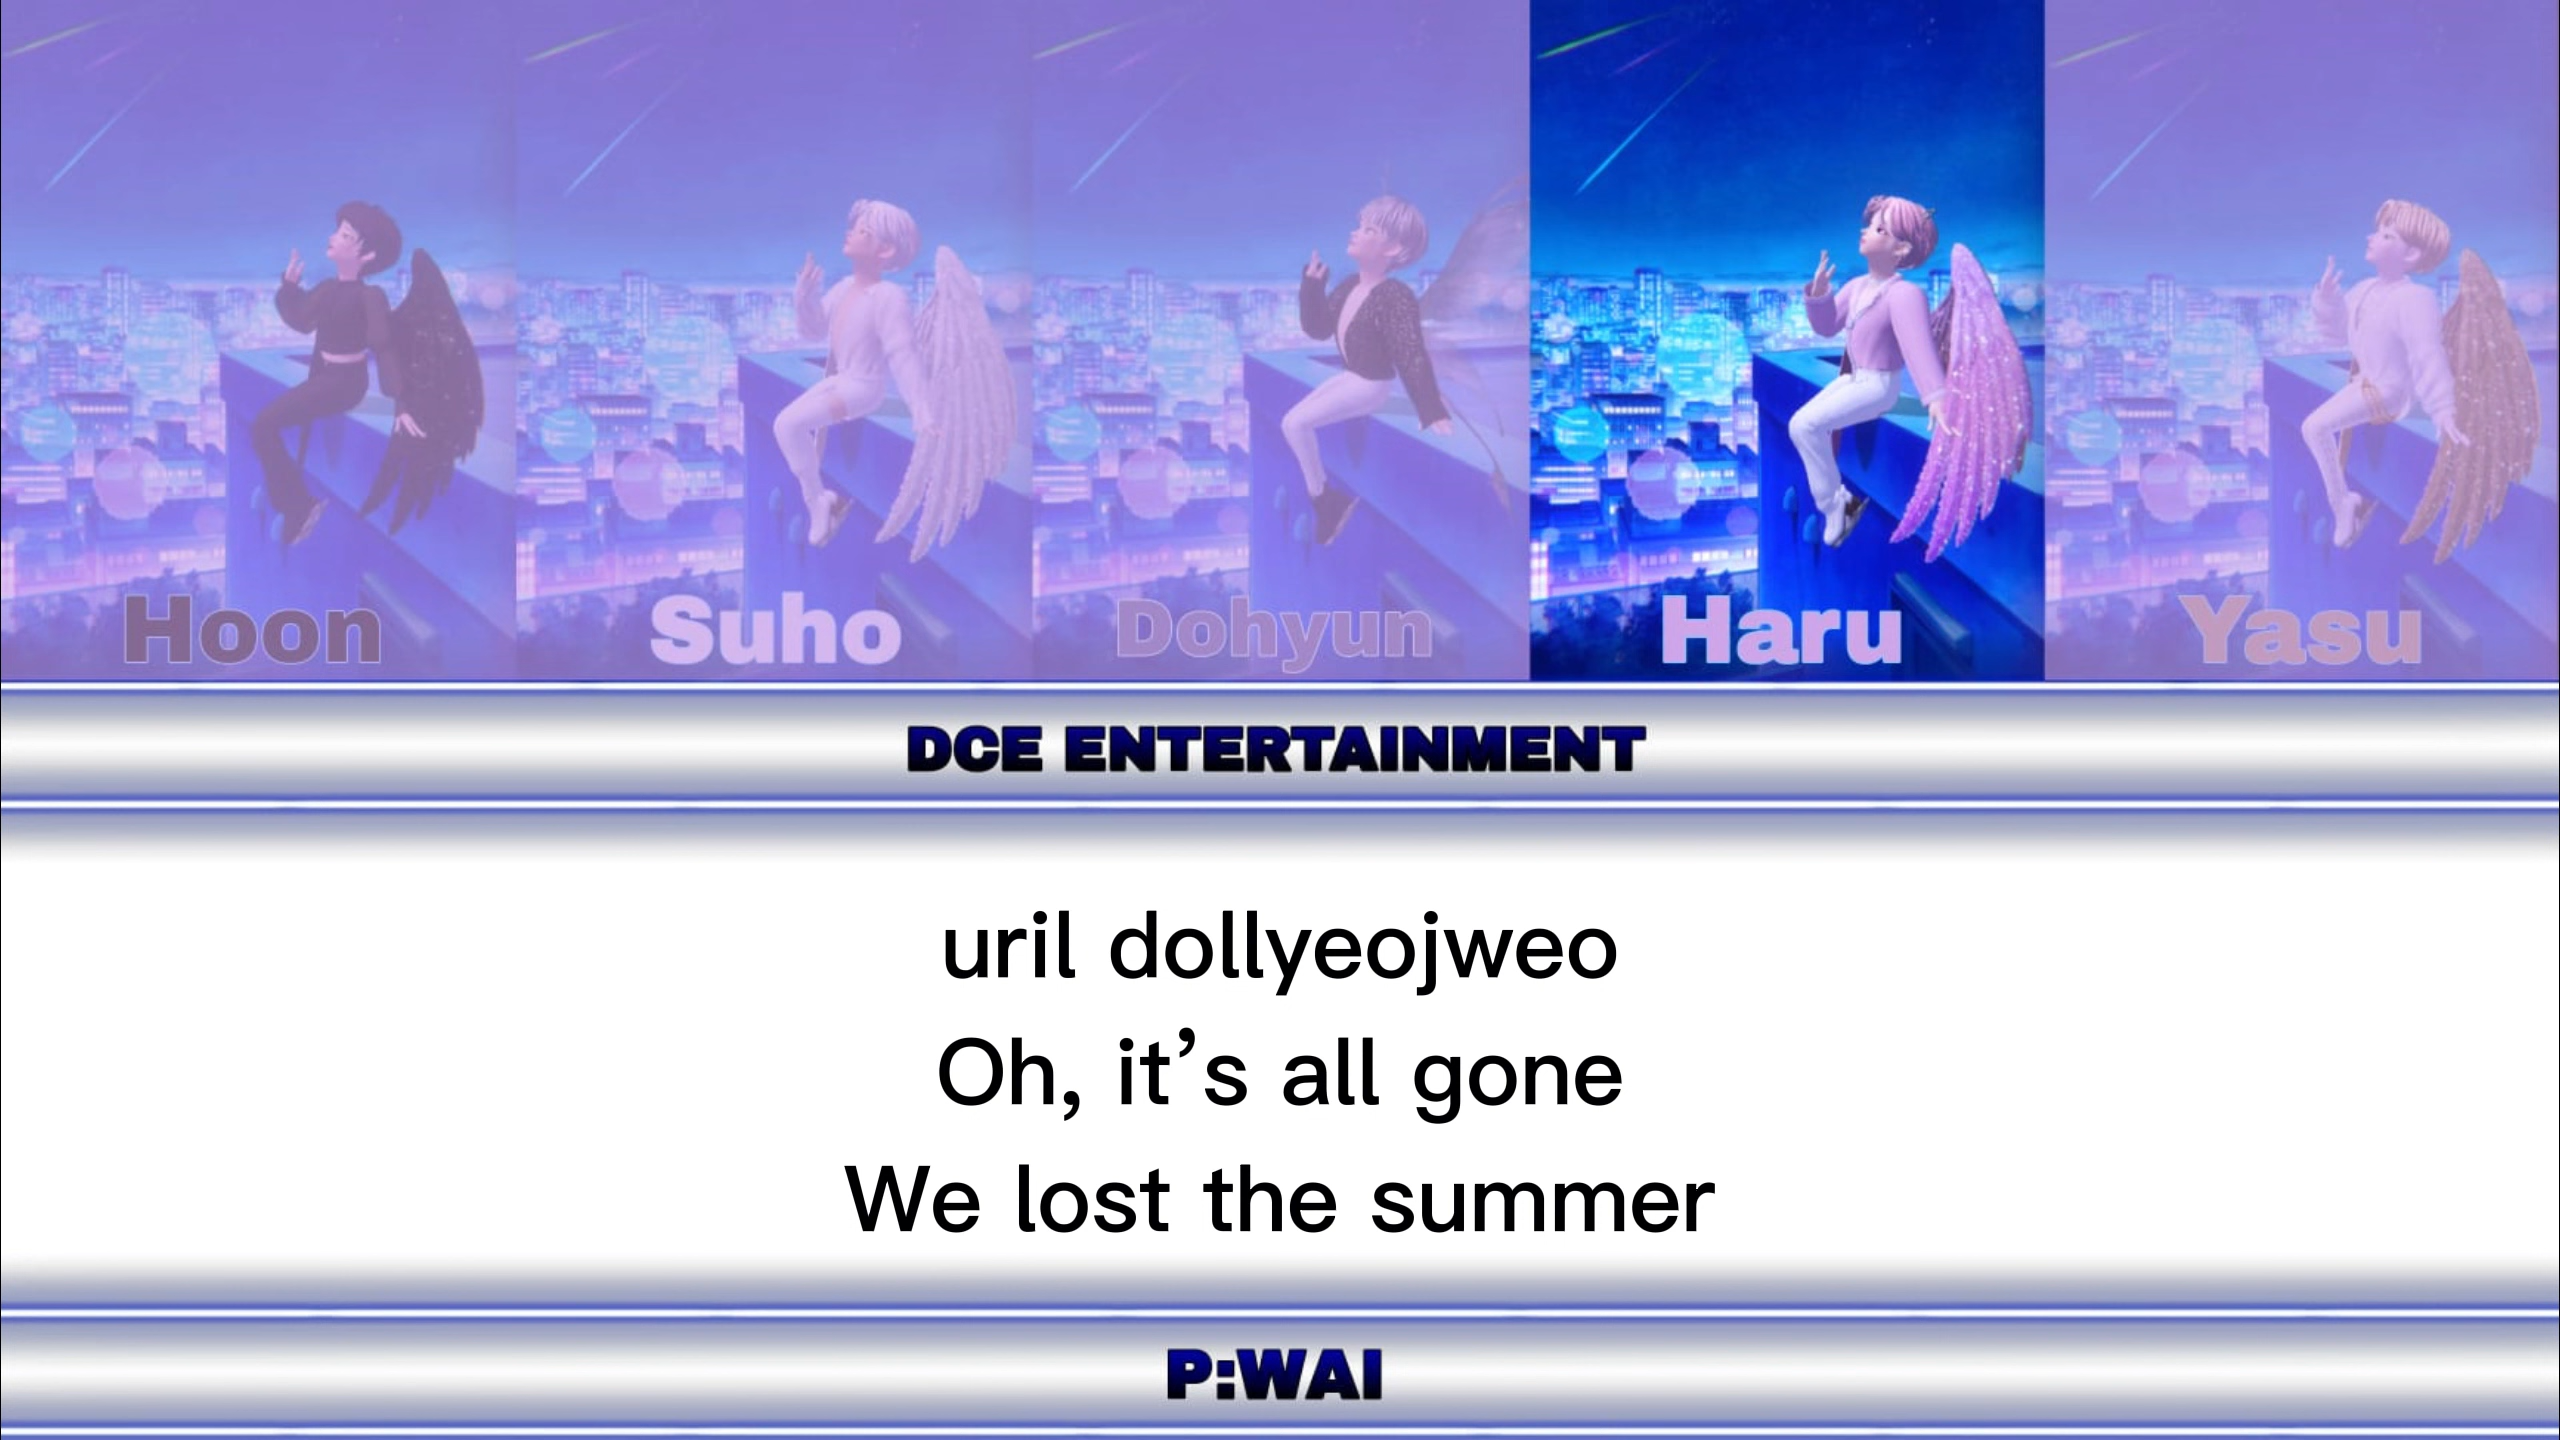 Hoon
Suho
Dohyun
Haru
Yasu
DCE ENTERTAINMENT
uril dollyeojweo
Oh, it’s all gone
We lost the summer
P:WAI